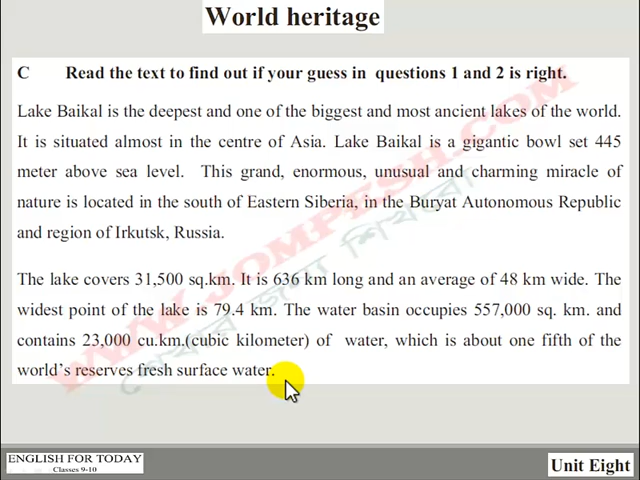 World heritage
C Read the text to find out if your guess in questions 1 and 2 is right.
Lake Baikal is the deepest and one of the biggest and most ancient lakes of the world.
It is situated almost in the centre of Asia. Lake Baikal is a gigantic bowl set 445
meter above sea level. This grand, enormous, unusual and charming miracle of
nature is located in the south of Eastern Siberia, in the Buryat Autonomous Republic
and region of Irkutsk, Russia.
The lake covers 31,500 sq.km. It is 636 km long and an average of 48 km wide. The
widest point of the lake is 79.4 km. The water basin occupies 557,000 sq. km. and
contains 23,000 cu.km.(cubic kilometer) of water, which is about one fifth of the
world's reserves fresh surface water.
WWW.JOMPESH.COM
শেখার জন্য শিখবো
ENGLISH FOR TODAY
Classes 9-10
Unit Eight